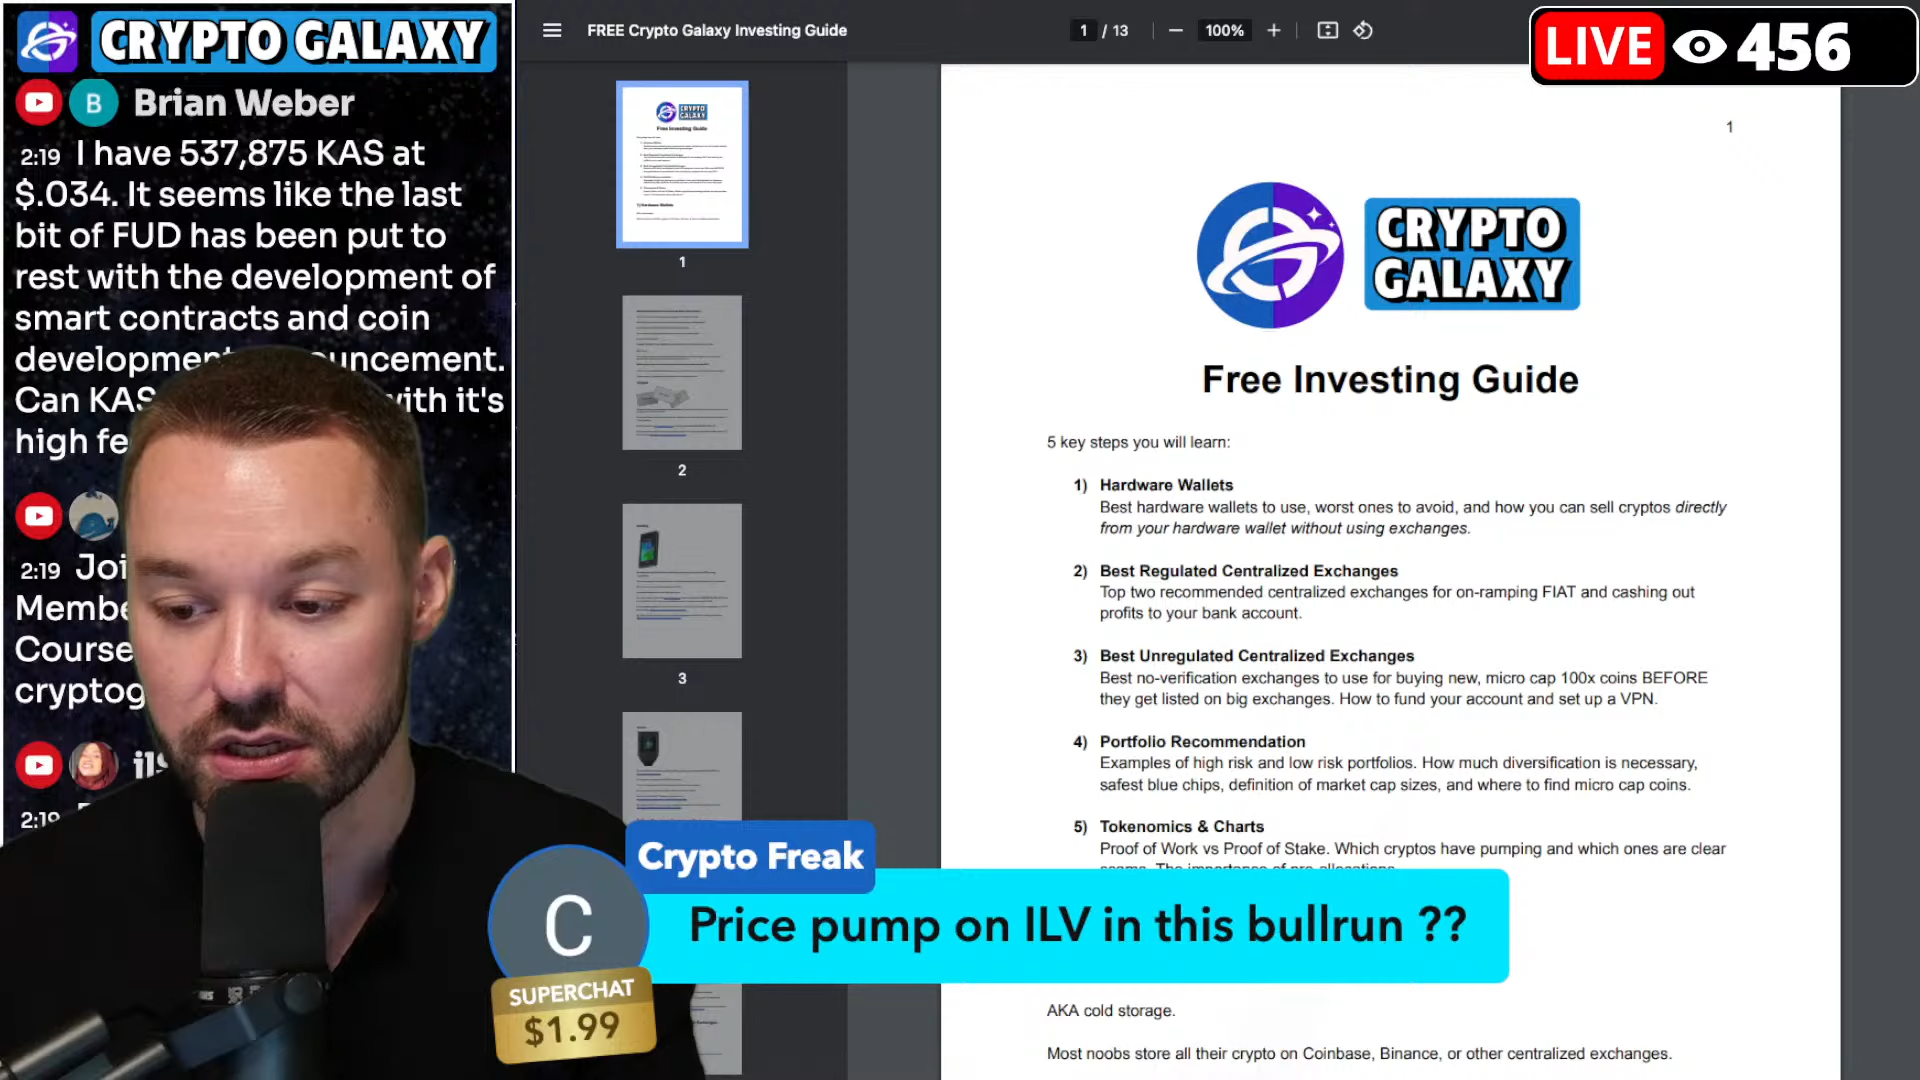 CRYPTO GALAXY
B Brian Weber
2:19 I have 537,875 KAS at
$.034. It seems like the last
bit of FUD has been put to
rest with the development of
smart contracts and coin
Can KAS with it's
high
2:19
Course
2:19
FREE Crypto Galaxy Investing Guide
1 / 13
100%
LIVE 456
1
2
3
1
CRYPTO
GALAXY
Free Investing Guide
5 key steps you will learn:
1) Hardware Wallets
Best hardware wallets to use, worst ones to avoid, and how you can sell cryptos directly
from your hardware wallet without using exchanges.
2) Best Regulated Centralized Exchanges
Top two recommended centralized exchanges for on-ramping FIAT and cashing out
profits to your bank account.
3) Best Unregulated Centralized Exchanges
Best no-verification exchanges to use for buying new, micro cap 100x coins BEFORE
they get listed on big exchanges. How to fund your account and set up a VPN.
4) Portfolio Recommendation
Examples of high risk and low risk portfolios. How much diversification is necessary,
safest blue chips, definition of market cap sizes, and where to find micro cap coins.
5) Tokenomics & Charts
Proof of Work vs Proof of Stake. Which cryptos have pumping and which ones are clear
Crypto Freak
C
Price pump on ILV in this bullrun ??
SUPERCHAT
$1.99
AKA cold storage.
Most noobs store all their crypto on Coinbase, Binance, or other centralized exchanges.